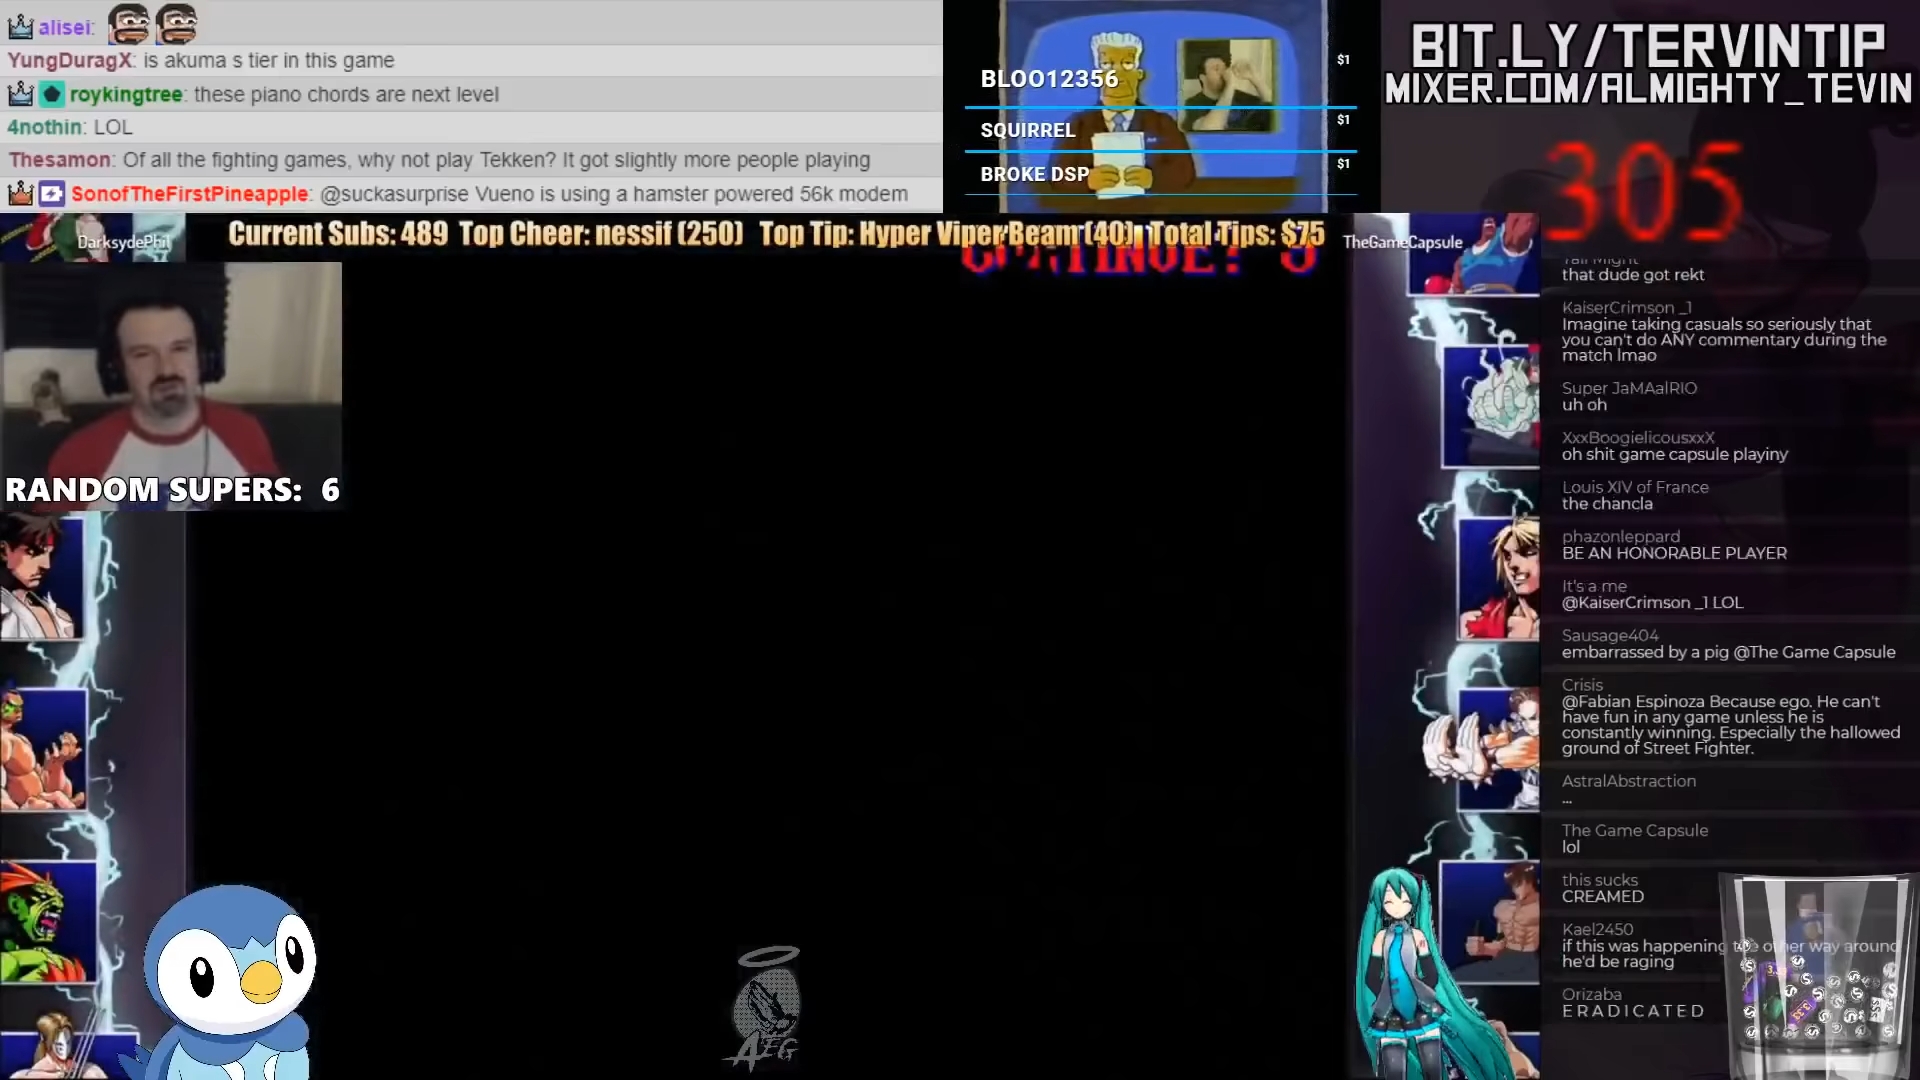 alisei:
YungDuragX: is akuma s tier in this game
roykingtree: these piano chords are next level
4nothin: LOL
Thesamon: Of all the fighting games, why not play Tekken? It got slightly more people playing
SonofTheFirstPineapple: @suckasurprise Vueno is using a hamster powered 56k modem
BLOO12356 $1
SQUIRREL $1
BROKE DSP $1
BIT.LY/TERVINTIP
MIXER.COM/ALMIGHTY_TEVIN
305
DarksydePhil
Current Subs: 489 Top Cheer: nessif (250) Top Tip: Hyper Viper Beam (40) Total Tips: $75
TheGameCapsule
CONTINUE?
RANDOM SUPERS: 6
that dude got rekt
KaiserCrimson _1
Imagine taking casuals so seriously that
you can't do ANY commentary during the
match lmao
Super JaMAalRIO
uh oh
XxxBoogielicousxxX
oh shit game capsule playiny
Louis XIV of France
the chancla
phazonleppard
BE AN HONORABLE PLAYER
It's a me
@KaiserCrimson _1 LOL
Sausage404
embarrassed by a pig @The Game Capsule
Crisis
@Fabian Espinoza Because ego. He can't
have fun in any game unless he is
constantly winning. Especially the hallowed
ground of Street Fighter.
AstralAbstraction
...
The Game Capsule
lol
this sucks
CREAMED
Kael2450
if this was happening the other way around
he'd be raging
Orizaba
E R A D I C A T E D
AEG